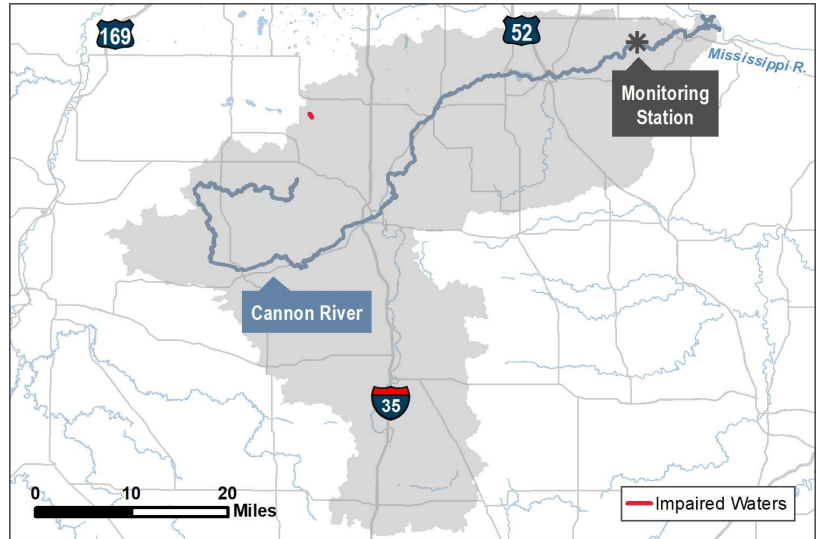 169
52
Mississippi R.
Monitoring
Station
Cannon River
35
0 10 20
Miles
Impaired Waters